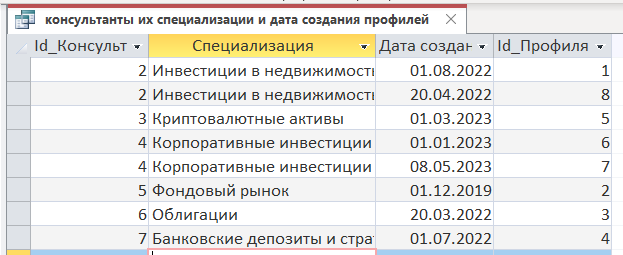 консультанты их специализации и дата создания профилей
Id_Консульт Специализация Дата создан Id_Профиля
2 Инвестиции в недвижимость 01.08.2022 1
2 Инвестиции в недвижимость 20.04.2022 8
3 Криптовалютные активы 01.03.2023 5
4 Корпоративные инвестиции 01.01.2023 6
4 Корпоративные инвестиции 08.05.2023 7
5 Фондовый рынок 01.12.2019 2
6 Облигации 20.03.2022 3
7 Банковские депозиты и страт 01.07.2022 4